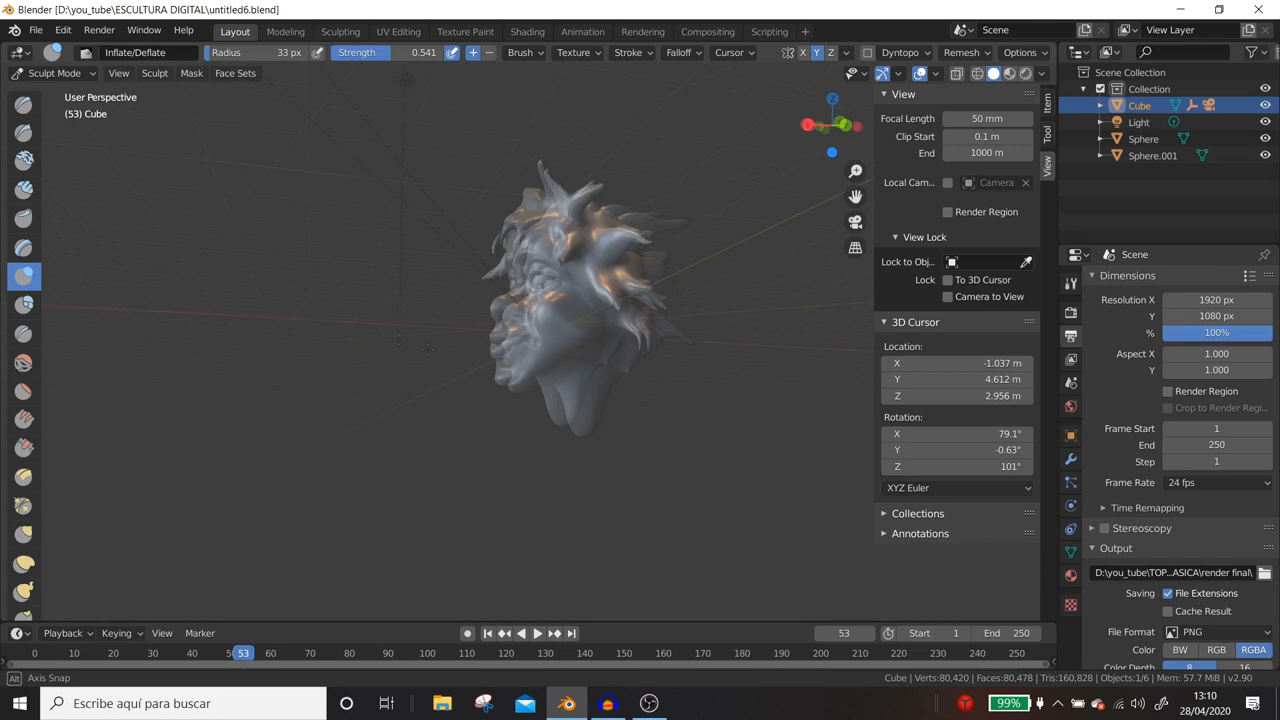 Blender [D:\you_tube\ESCULTURA DIGITAL\untitled6.blend]
File Edit Render Window Help Layout Modeling Sculpting UV Editing Texture Paint Shading Animation Rendering Compositing Scripting Scene View Layer
Inflate/Deflate Radius 33 px Strength 0.541 Brush Texture Stroke Falloff Cursor X Y Z Dyntopo Remesh Options
Sculpt Mode View Sculpt Mask Face Sets
User Perspective
(53) Cube
Z
View
Focal Length 50 mm
Clip Start 0.1 m
End 1000 m
Local Cam... Camera
Render Region
View Lock
Lock to Obj...
Lock To 3D Cursor
Camera to View
3D Cursor
Location:
X -1.037 m
Y 4.612 m
Z 2.956 m
Rotation:
X 79.1°
Y -0.63°
Z 101°
XYZ Euler
Collections
Annotations
Item
Tool
View
Scene Collection
Collection
Cube
Light
Sphere
Sphere.001
Scene
Dimensions
Resolution X 1920 px
Y 1080 px
% 100%
Aspect X 1.000
Y 1.000
Render Region
Crop to Render Regi...
Frame Start 1
End 250
Step 1
Frame Rate 24 fps
Time Remapping
Stereoscopy
Output
D:\you_tube\TOP...ASICA\render final\
Saving File Extensions
Cache Result
File Format PNG
Color BW RGB RGBA
Color Depth 8 16
Playback Keying View Marker 53 Start 1 End 250
0 10 20 30 40 53 60 70 80 90 100 110 120 130 140 150 160 170 180 190 200 210 220 230 240 250
Alt Axis Snap Cube | Verts:80,420 | Faces:80,478 | Tris:160,828 | Objects:1/6 | Mem: 57.7 MiB | v2.90
Escribe aquí para buscar 99% 13:10
28/04/2020